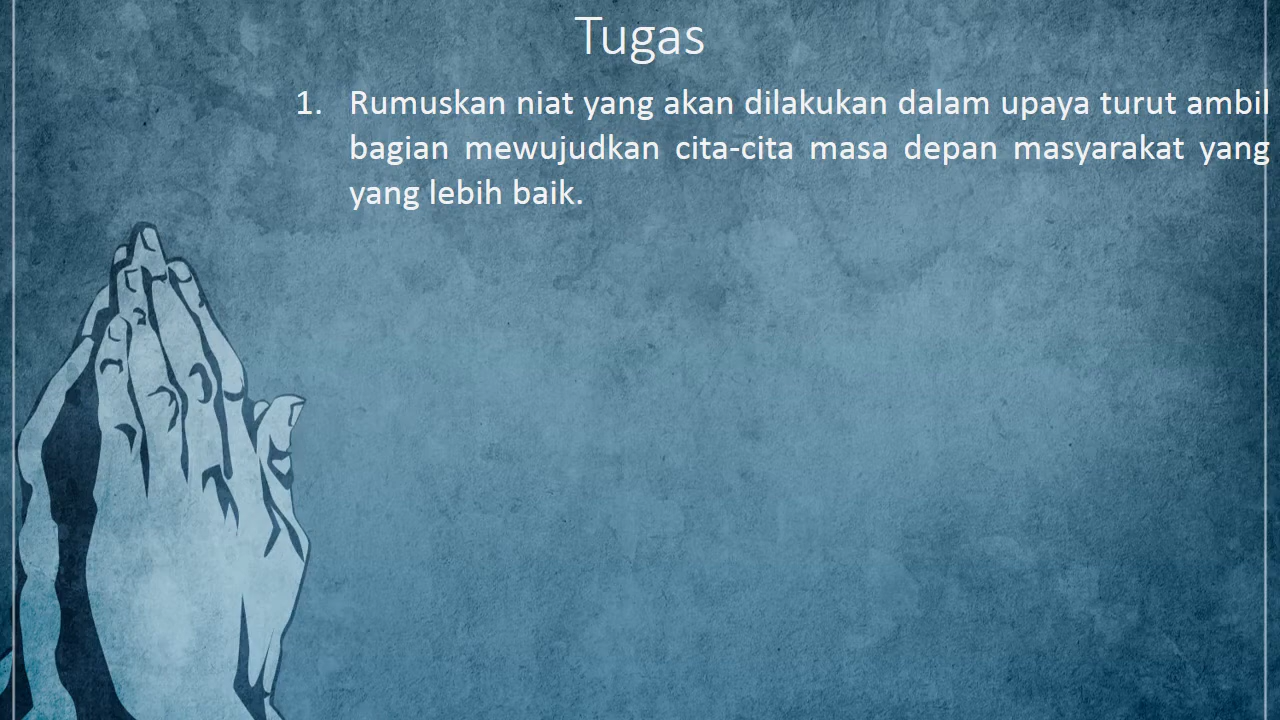 Tugas
1. Rumuskan niat yang akan dilakukan dalam upaya turut ambil
bagian mewujudkan cita-cita masa depan masyarakat yang
yang lebih baik.